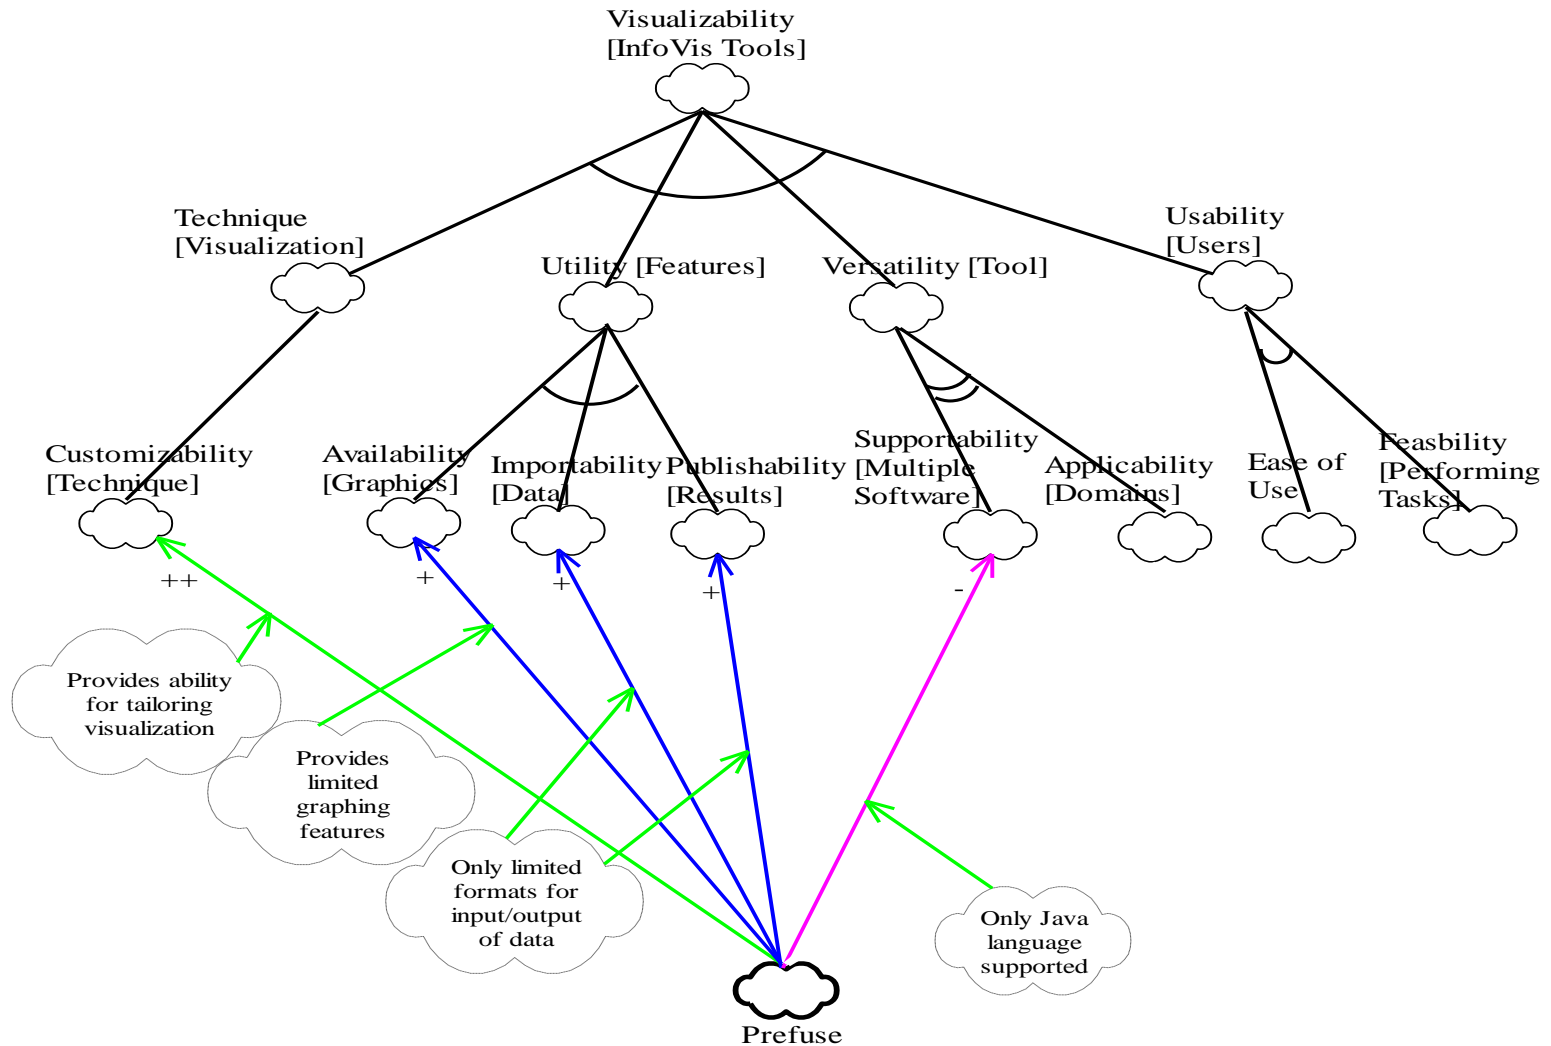 Visualizability
[InfoVis Tools]
Technique
[Visualization]
Utility [Features]
Versatility [Tool]
Usability
[Users]
Customizability
[Technique]
Availability
[Graphics]
Importability
[Data]
Publishability
[Results]
Supportability
[Multiple
Software]
Applicability
[Domains]
Ease of
Use
Feasbility
[Performing
Tasks]
++
+
+
+
-
Provides ability
for tailoring
visualization
Provides
limited
graphing
features
Only limited
formats for
input/output
of data
Only Java
language
supported
Prefuse